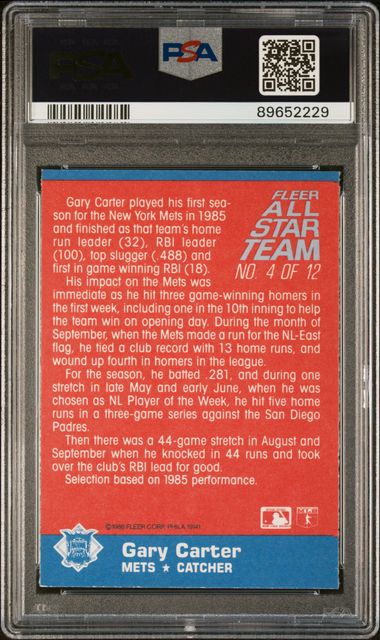 PSA
PSA
89652229
FLEER
ALL
STAR
TEAM
NO. 4 OF 12
Gary Carter played his first sea-
son for the New York Mets in 1985
and finished as that team's home
run leader (32), RBI leader
(100), top slugger (.488) and
first in game winning RBI (18).
His impact on the Mets was
immediate as he hit three game-winning homers in
the first week, including one in the 10th inning to help
the team win on opening day. During the month of
September, when the Mets made a run for the NL-East
flag, he tied a club record with 13 home runs, and
wound up fourth in homers in the league.
For the season, he batted .281, and during one
stretch in late May and early June, when he was
chosen as NL Player of the Week, he hit five home
runs in a three-game series against the San Diego
Padres.
Then there was a 44-game stretch in August and
September when he knocked in 44 runs and took
over the club's RBI lead for good.
Selection based on 1985 performance.
©1986 FLEER CORP. PHILA 19141
Gary Carter
METS ★ CATCHER